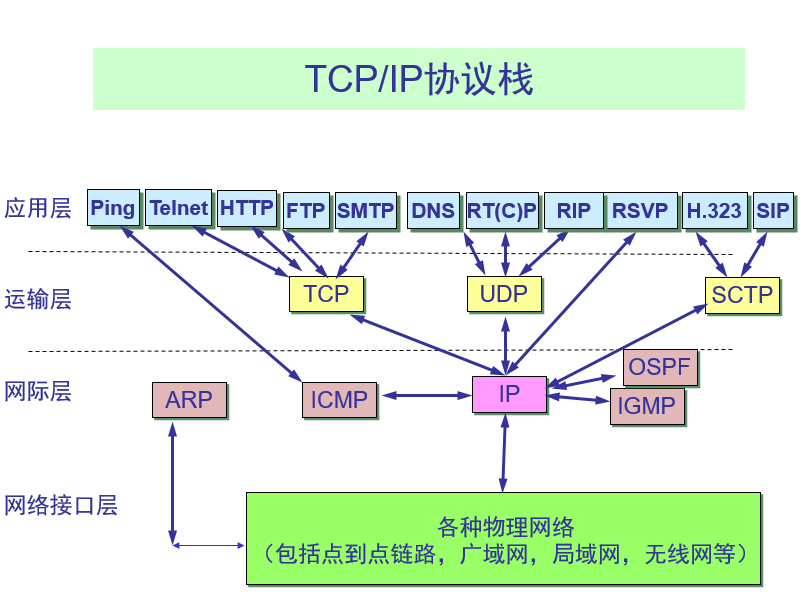 TCP/IP协议栈
应用层 Ping Telnet HTTP FTP SMTP DNS RT(C)P RIP RSVP H.323 SIP
运输层 TCP UDP SCTP
OSPF
网际层 ARP ICMP IP IGMP
网络接口层
各种物理网络
（包括点到点链路，广域网，局域网，无线网等）